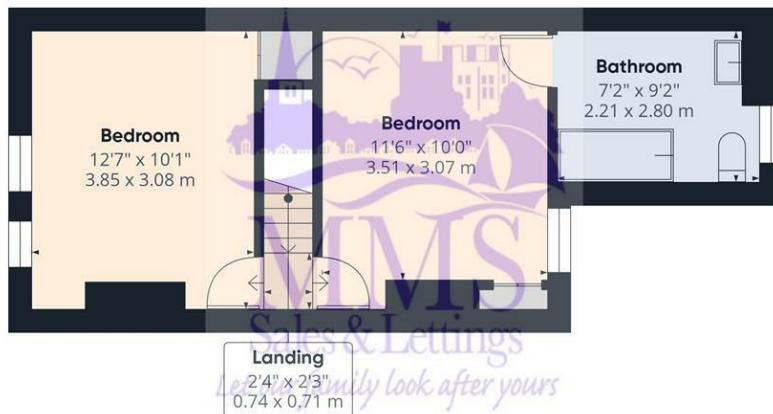 Bedroom
12'7" x 10'1"
3.85 x 3.08 m
Bedroom
11'6" x 10'0"
3.51 x 3.07 m
Bathroom
7'2" x 9'2"
2.21 x 2.80 m
MMS
Sales & Lettings
Landing
2'4" x 2'3"
0.74 x 0.71 m
Let our family look after yours